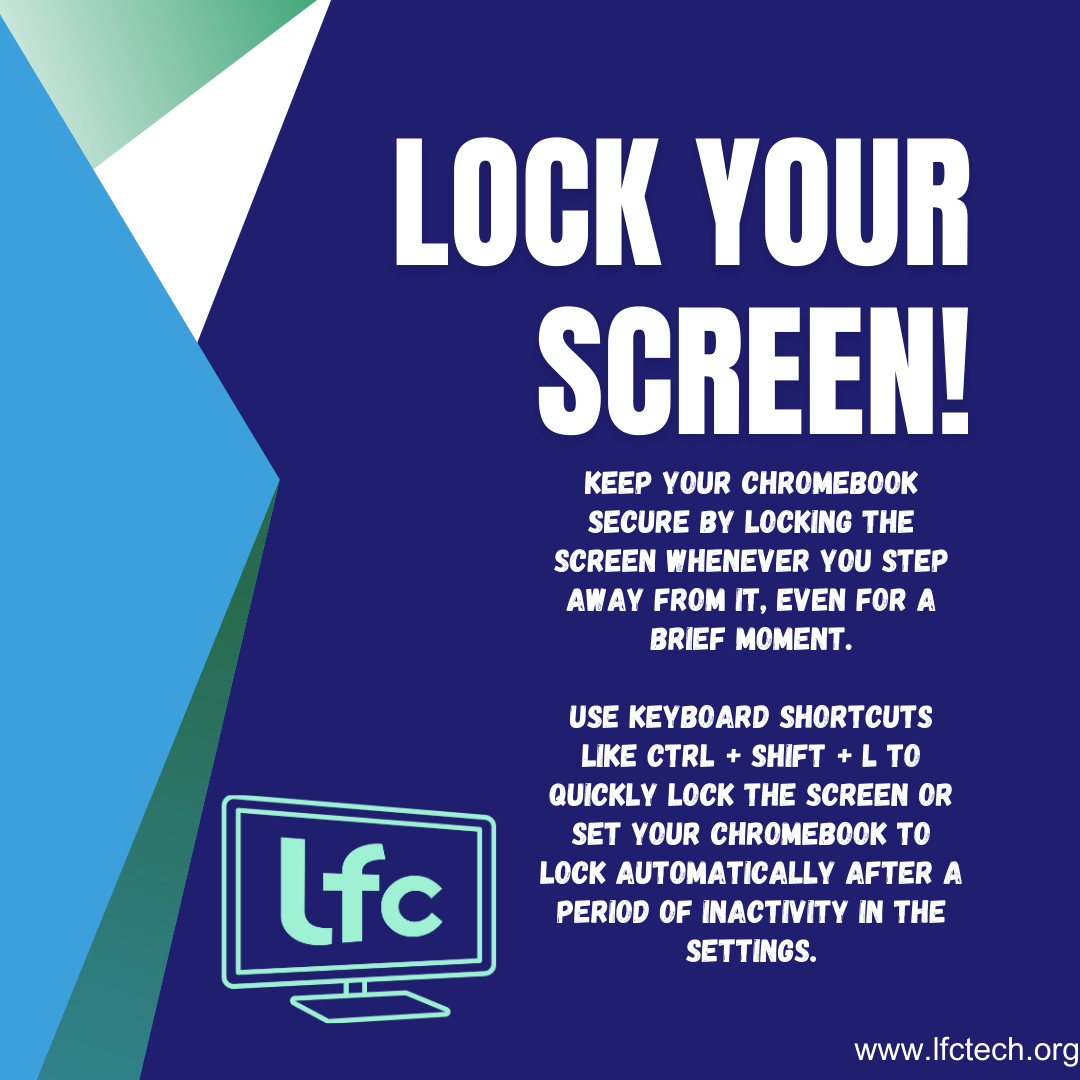 LOCK YOUR
SCREEN!
KEEP YOUR CHROMEBOOK
SECURE BY LOCKING THE
SCREEN WHENEVER YOU STEP
AWAY FROM IT, EVEN FOR A
BRIEF MOMENT.
USE KEYBOARD SHORTCUTS
LIKE CTRL + SHIFT + L TO
QUICKLY LOCK THE SCREEN OR
SET YOUR CHROMEBOOK TO
LOCK AUTOMATICALLY AFTER A
PERIOD OF INACTIVITY IN THE
SETTINGS.
lfc
www.lfctech.org